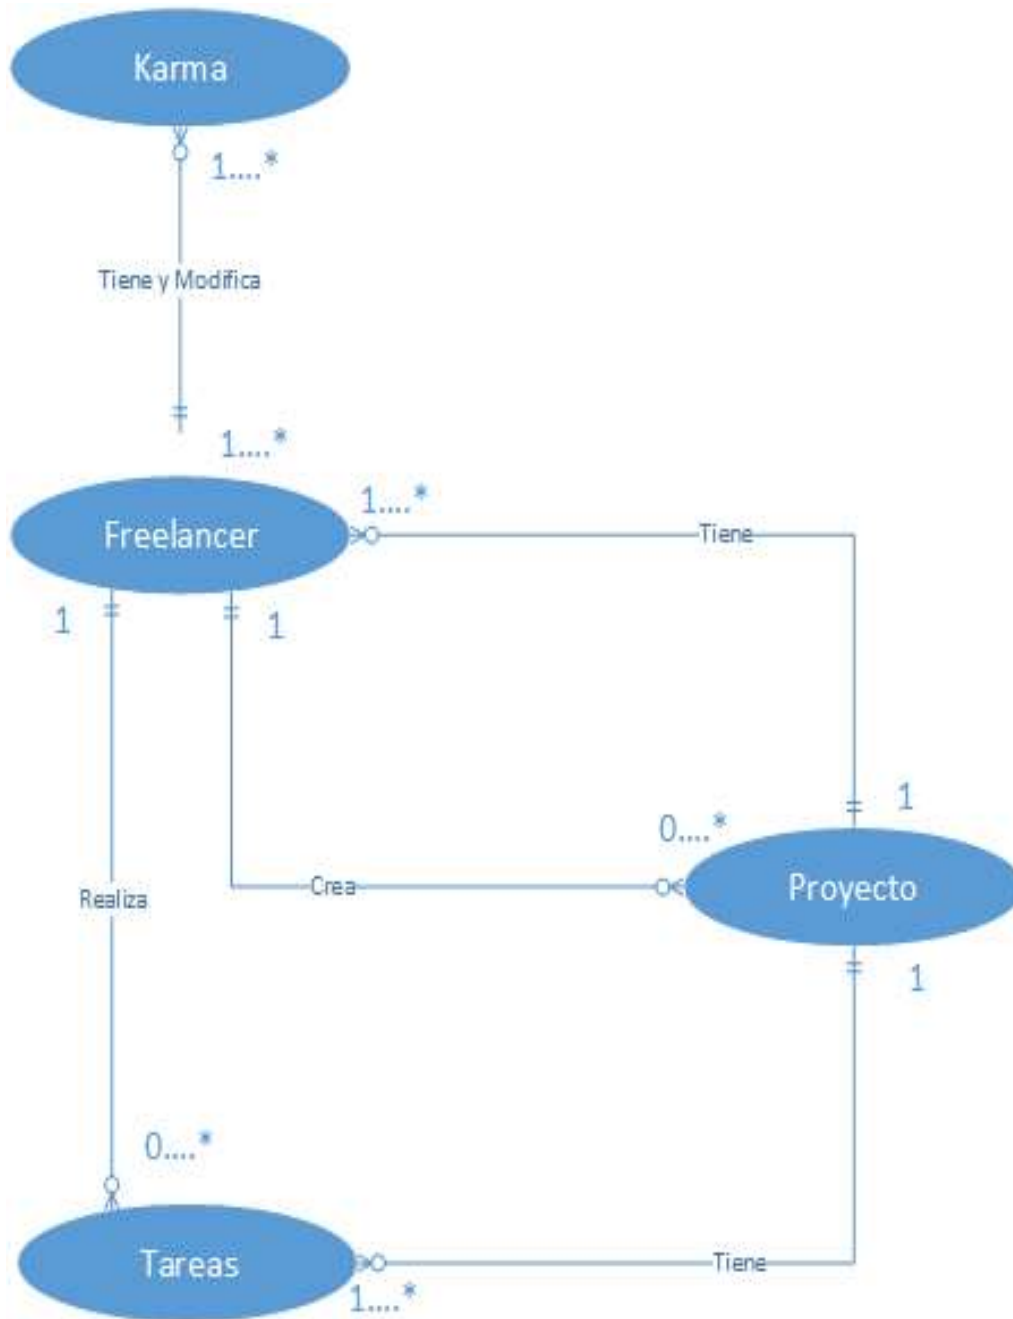 Karma
1....*
Tiene y Modifica
1....*
1....*
Freelancer
Tiene
1
1
1
0....*
Crea
Proyecto
Realiza
1
0....*
Tareas
Tiene
1....*